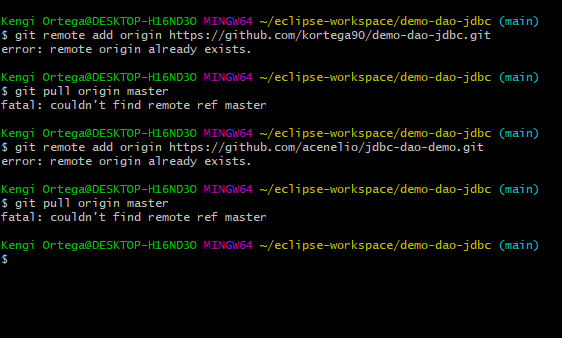 Kengi Ortega@DESKTOP-H16ND3O MINGW64 ~/eclipse-workspace/demo-dao-jdbc (main)
$ git remote add origin https://github.com/kortega90/demo-dao-jdbc.git
error: remote origin already exists.
Kengi Ortega@DESKTOP-H16ND3O MINGW64 ~/eclipse-workspace/demo-dao-jdbc (main)
$ git pull origin master
fatal: couldn't find remote ref master
Kengi Ortega@DESKTOP-H16ND3O MINGW64 ~/eclipse-workspace/demo-dao-jdbc (main)
$ git remote add origin https://github.com/acenelio/jdbc-dao-demo.git
error: remote origin already exists.
Kengi Ortega@DESKTOP-H16ND3O MINGW64 ~/eclipse-workspace/demo-dao-jdbc (main)
$ git pull origin master
fatal: couldn't find remote ref master
Kengi Ortega@DESKTOP-H16ND3O MINGW64 ~/eclipse-workspace/demo-dao-jdbc (main)
$